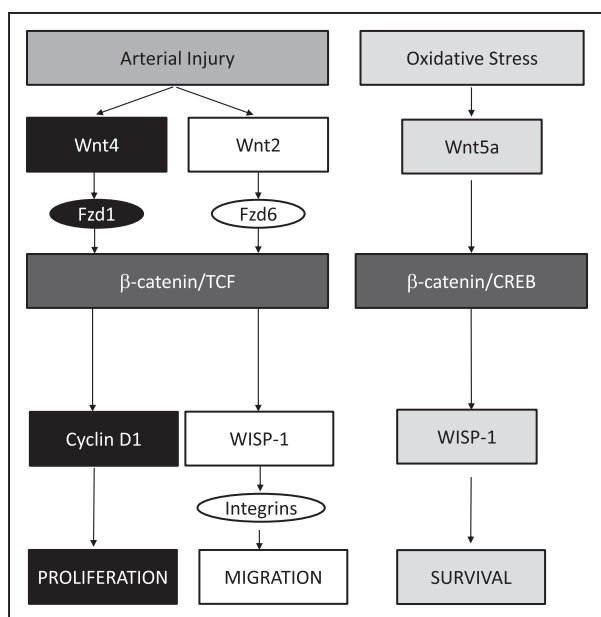 Arterial Injury
Oxidative Stress
Wnt4
Wnt2
Wnt5a
Fzd1
Fzd6
β-catenin/TCF
β-catenin/CREB
Cyclin D1
WISP-1
WISP-1
Integrins
PROLIFERATION
MIGRATION
SURVIVAL